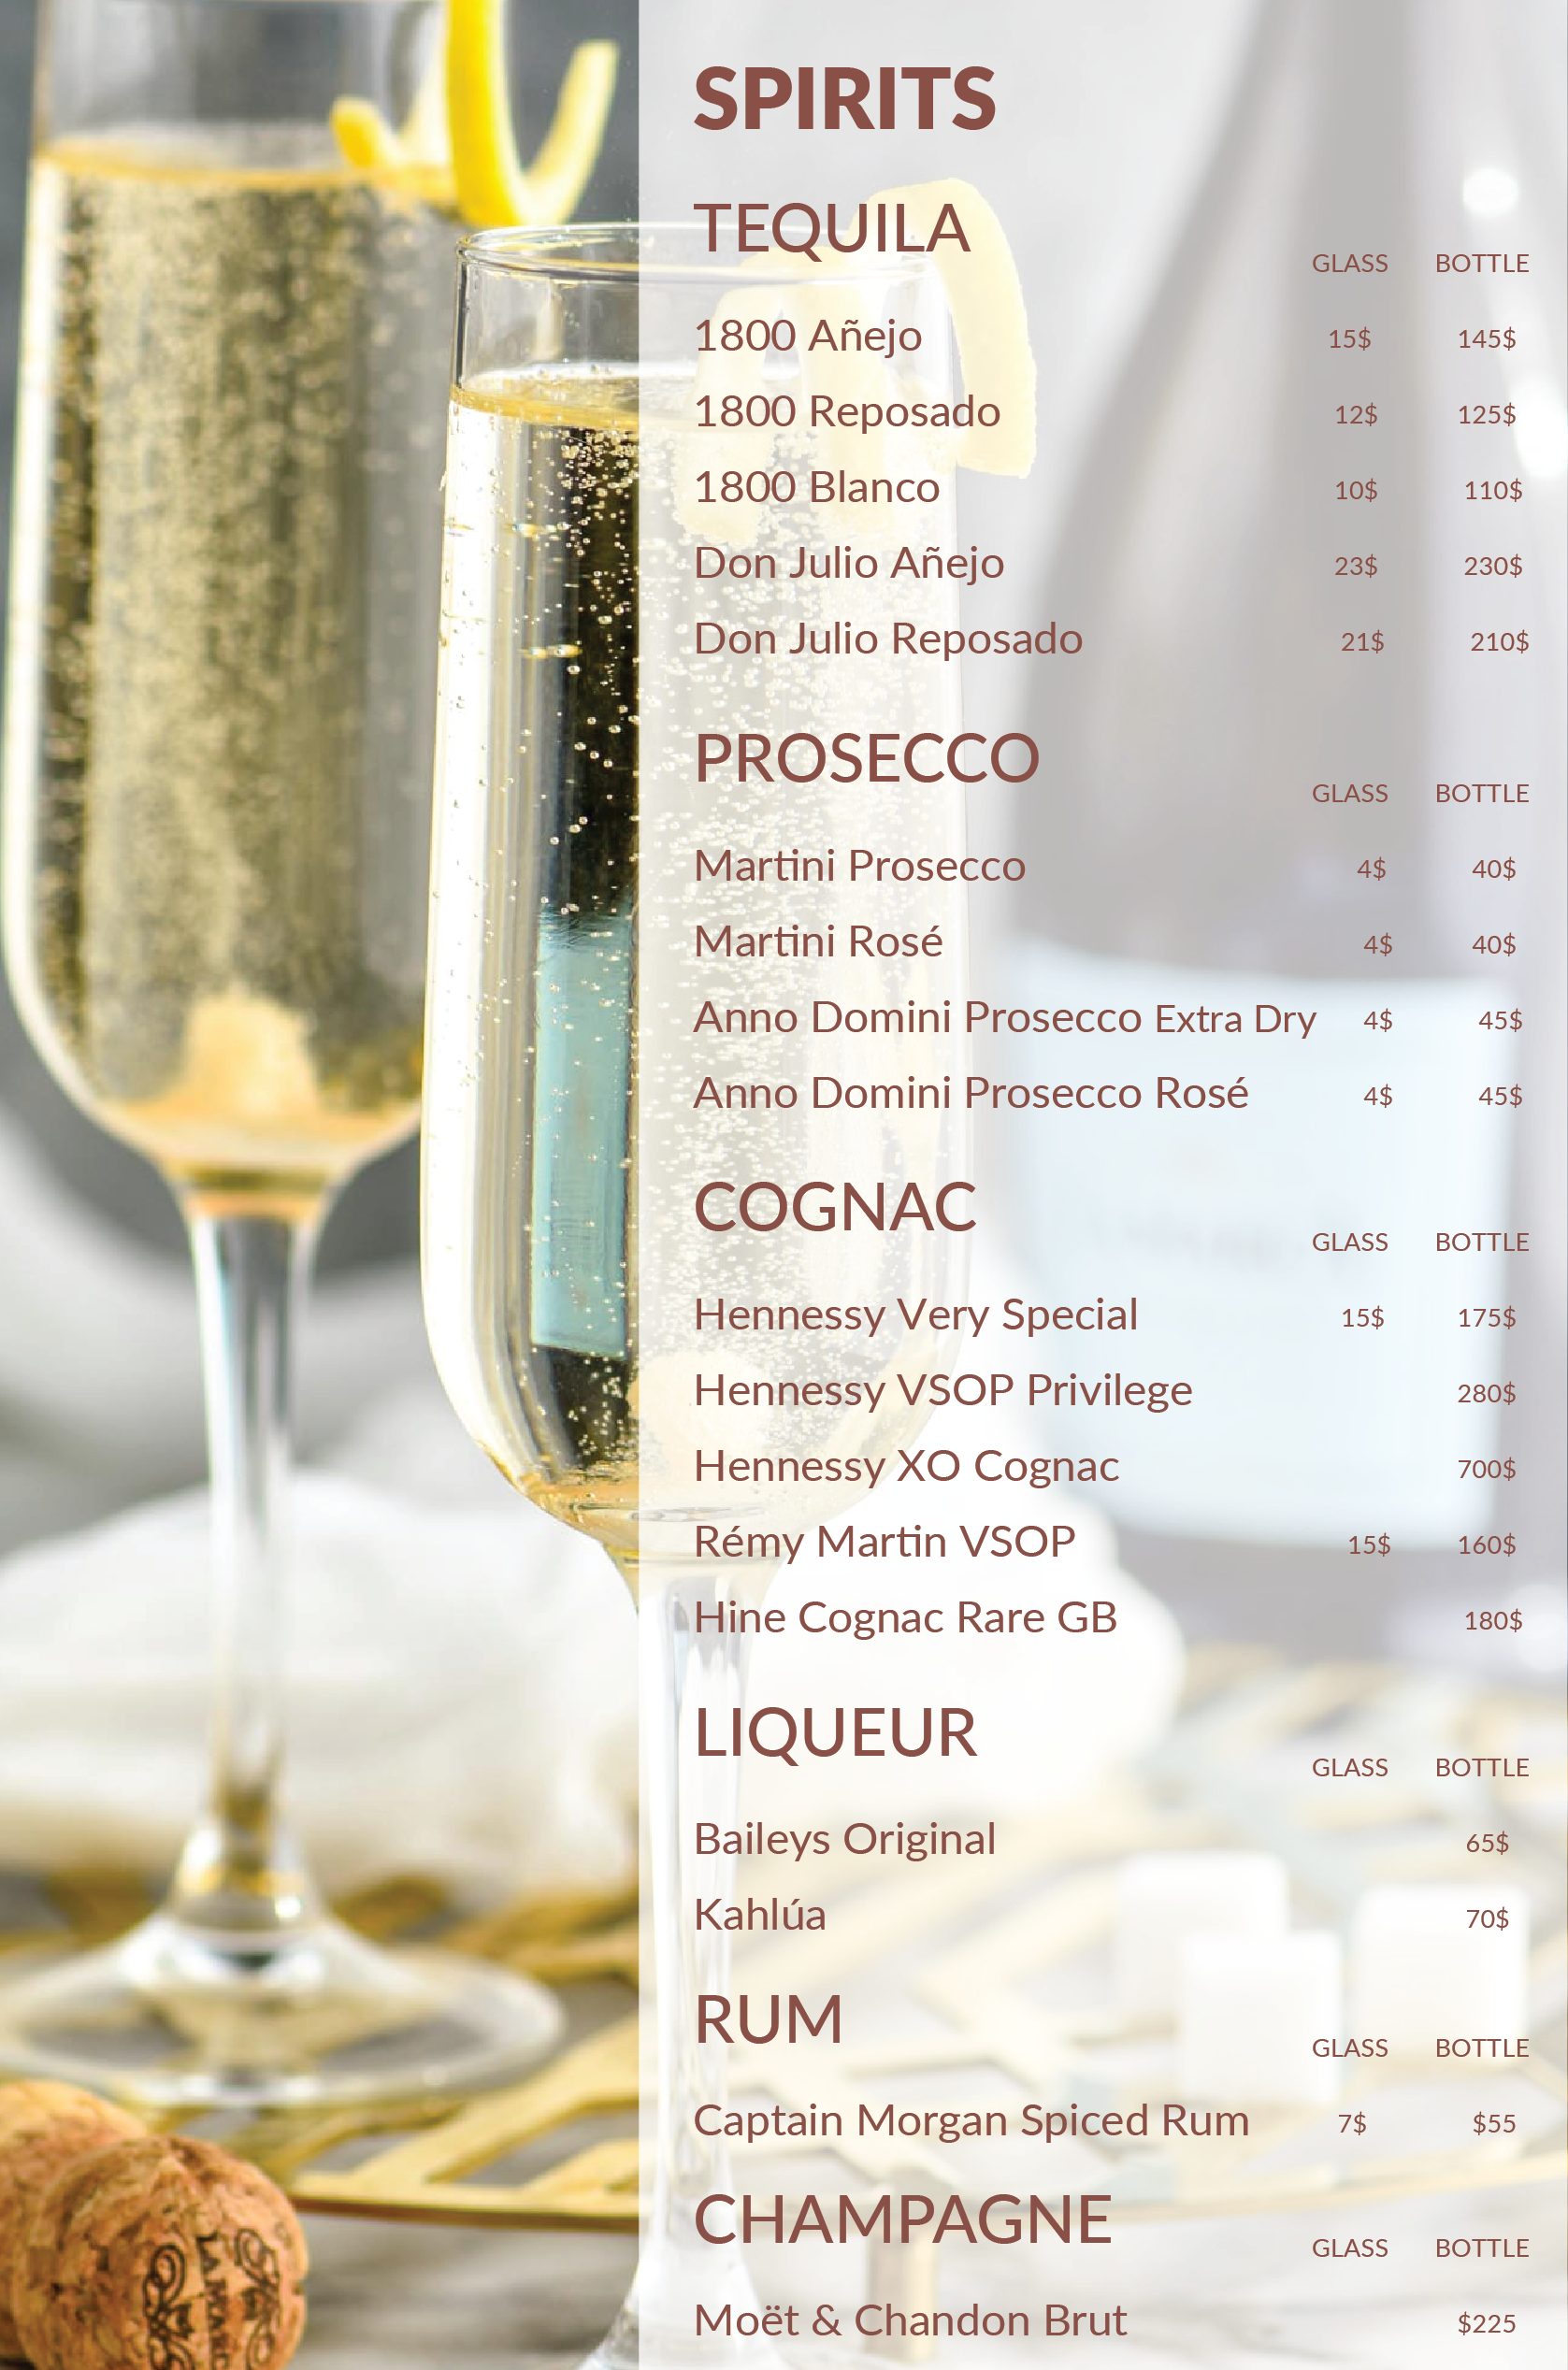 SPIRITS
TEQUILA
GLASS BOTTLE
1800 Añejo 15$ 145$
1800 Reposado 12$ 125$
1800 Blanco 10$ 110$
Don Julio Añejo 23$ 230$
Don Julio Reposado 21$ 210$
PROSECCO
GLASS BOTTLE
Martini Prosecco 4$ 40$
Martini Rosé 4$ 40$
Anno Domini Prosecco Extra Dry 4$ 45$
Anno Domini Prosecco Rosé 4$ 45$
COGNAC
GLASS BOTTLE
Hennessy Very Special 15$ 175$
Hennessy VSOP Privilege 280$
Hennessy XO Cognac 700$
Rémy Martin VSOP 15$ 160$
Hine Cognac Rare GB 180$
LIQUEUR
GLASS BOTTLE
Baileys Original 65$
Kahlúa 70$
RUM
GLASS BOTTLE
Captain Morgan Spiced Rum 7$ $55
CHAMPAGNE
GLASS BOTTLE
Moët & Chandon Brut $225